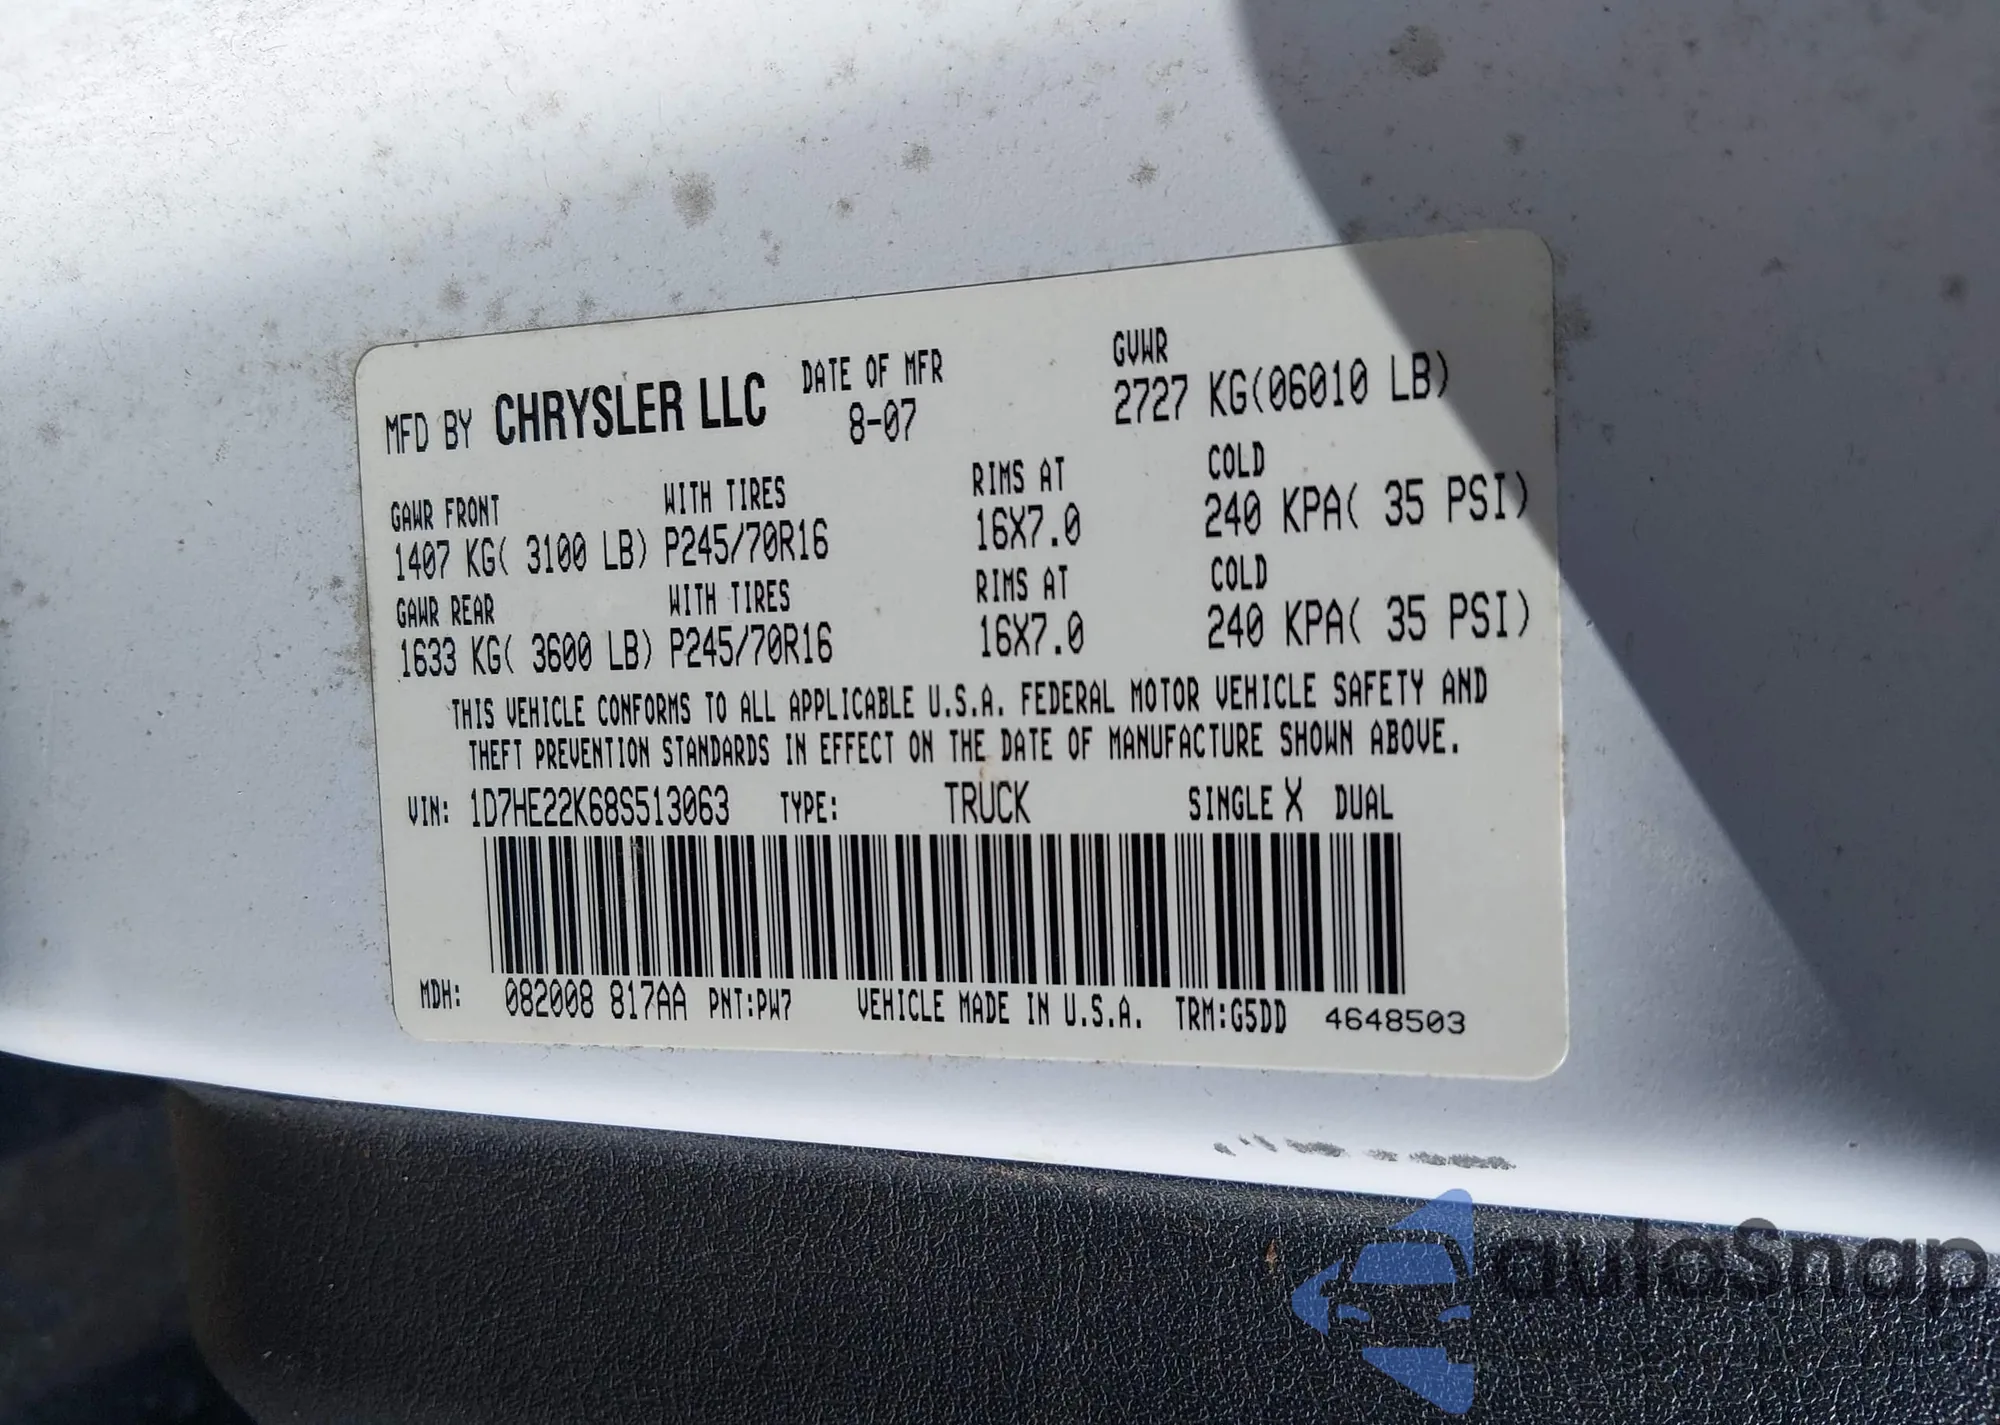 MFD BY CHRYSLER LLC DATE OF MFR GVWR
8-07 2727 KG(06010 LB)
GAWR FRONT WITH TIRES RIMS AT COLD
1407 KG( 3100 LB) P245/70R16 16X7.0 240 KPA( 35 PSI)
GAWR REAR WITH TIRES RIMS AT COLD
1633 KG( 3600 LB) P245/70R16 16X7.0 240 KPA( 35 PSI)
THIS VEHICLE CONFORMS TO ALL APPLICABLE U.S.A. FEDERAL MOTOR VEHICLE SAFETY AND
THEFT PREVENTION STANDARDS IN EFFECT ON THE DATE OF MANUFACTURE SHOWN ABOVE.
VIN: 1D7HE22K68S513063 TYPE: TRUCK SINGLE X DUAL
MDH: 082008 817AA PNT:PW7 VEHICLE MADE IN U.S.A. TRM:G5DD 4648503
autoSnap